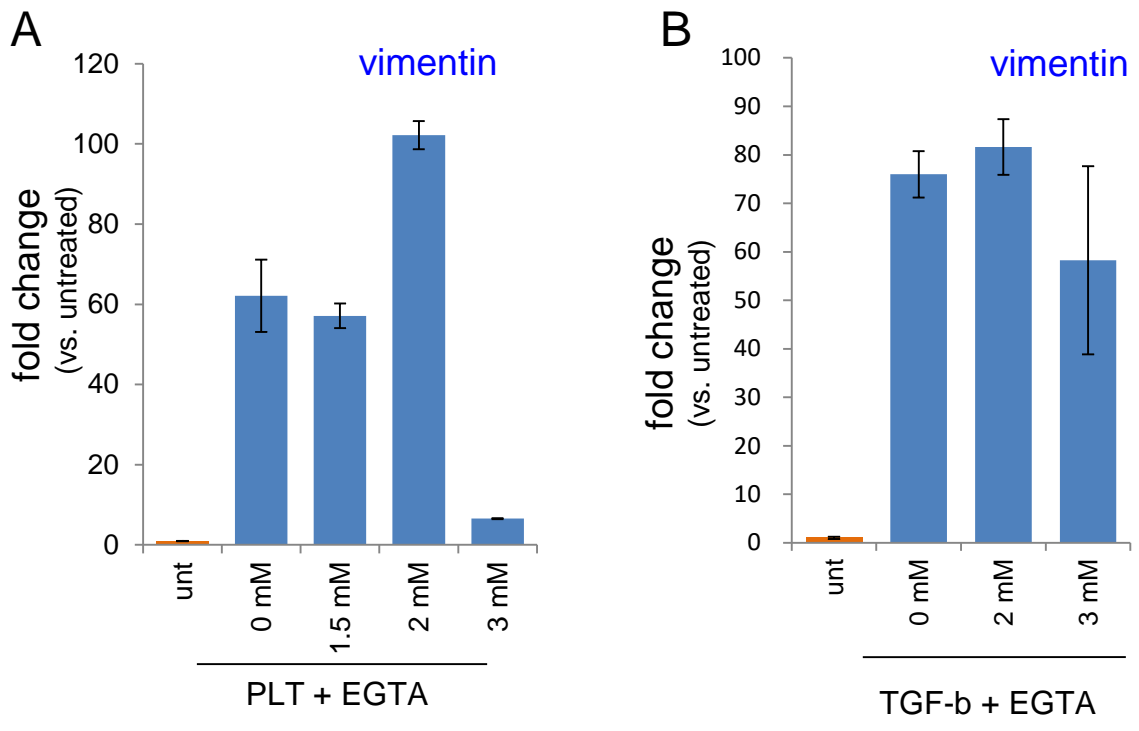 A
vimentin
fold change
(vs. untreated)
120
100
80
60
40
20
0
unt
0 mM
1.5 mM
2 mM
3 mM
PLT + EGTA
B
vimentin
fold change
(vs. untreated)
100
90
80
70
60
50
40
30
20
10
0
unt
0 mM
2 mM
3 mM
TGF-b + EGTA